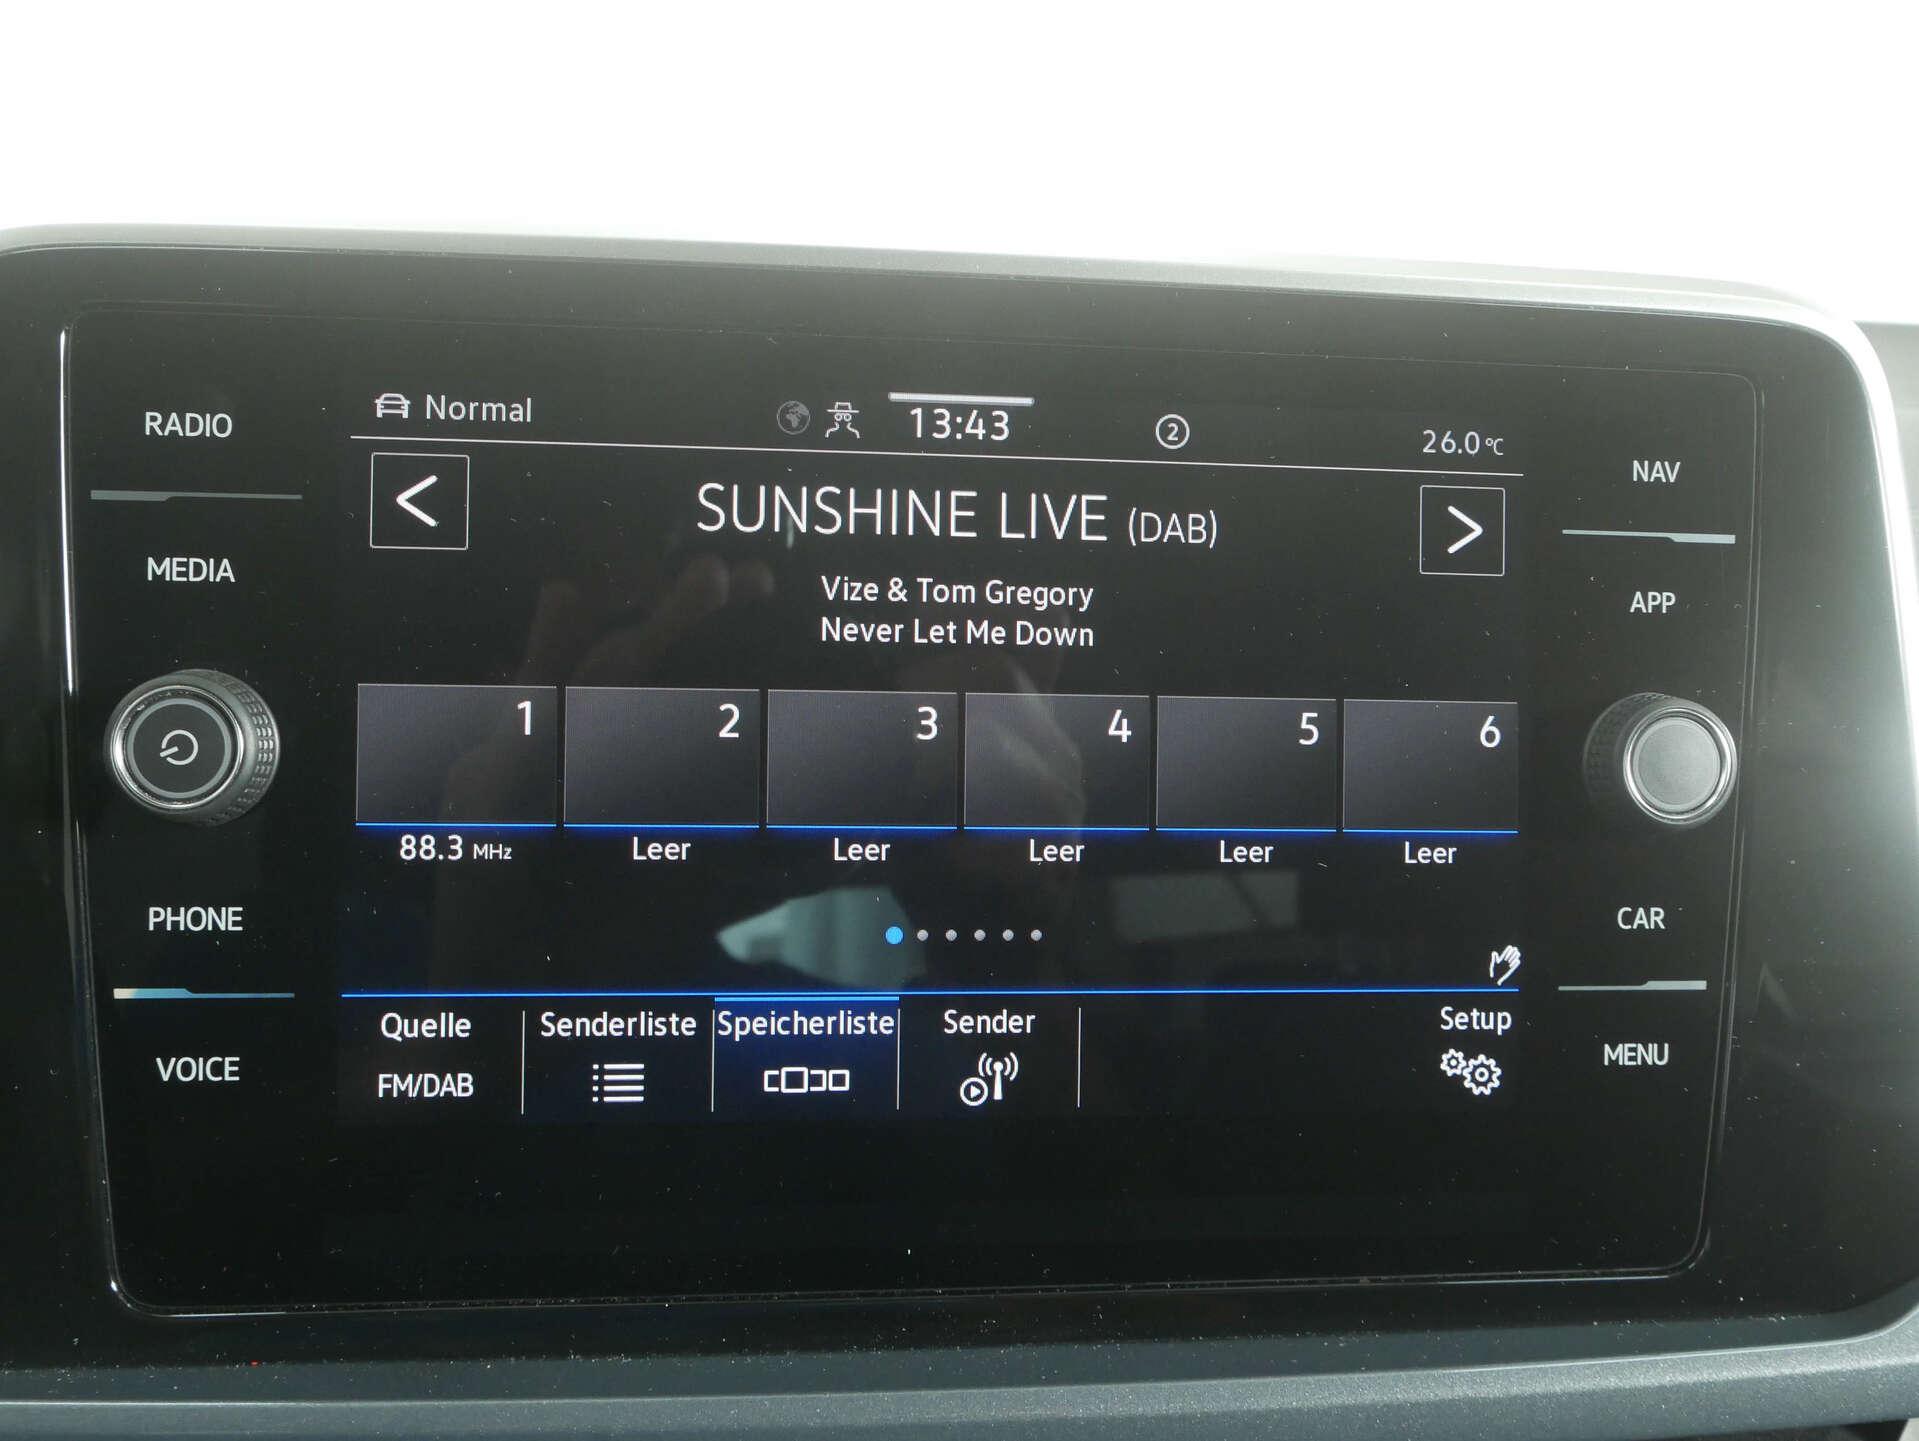 RADIO
MEDIA
PHONE
VOICE
Normal
13:43
2
26.0 °C
SUNSHINE LIVE (DAB)
Vize & Tom Gregory
Never Let Me Down
1 2 3 4 5 6
88.3 MHz Leer Leer Leer Leer Leer
Quelle Senderliste Speicherliste Sender Setup
FM/DAB
NAV
APP
CAR
MENU